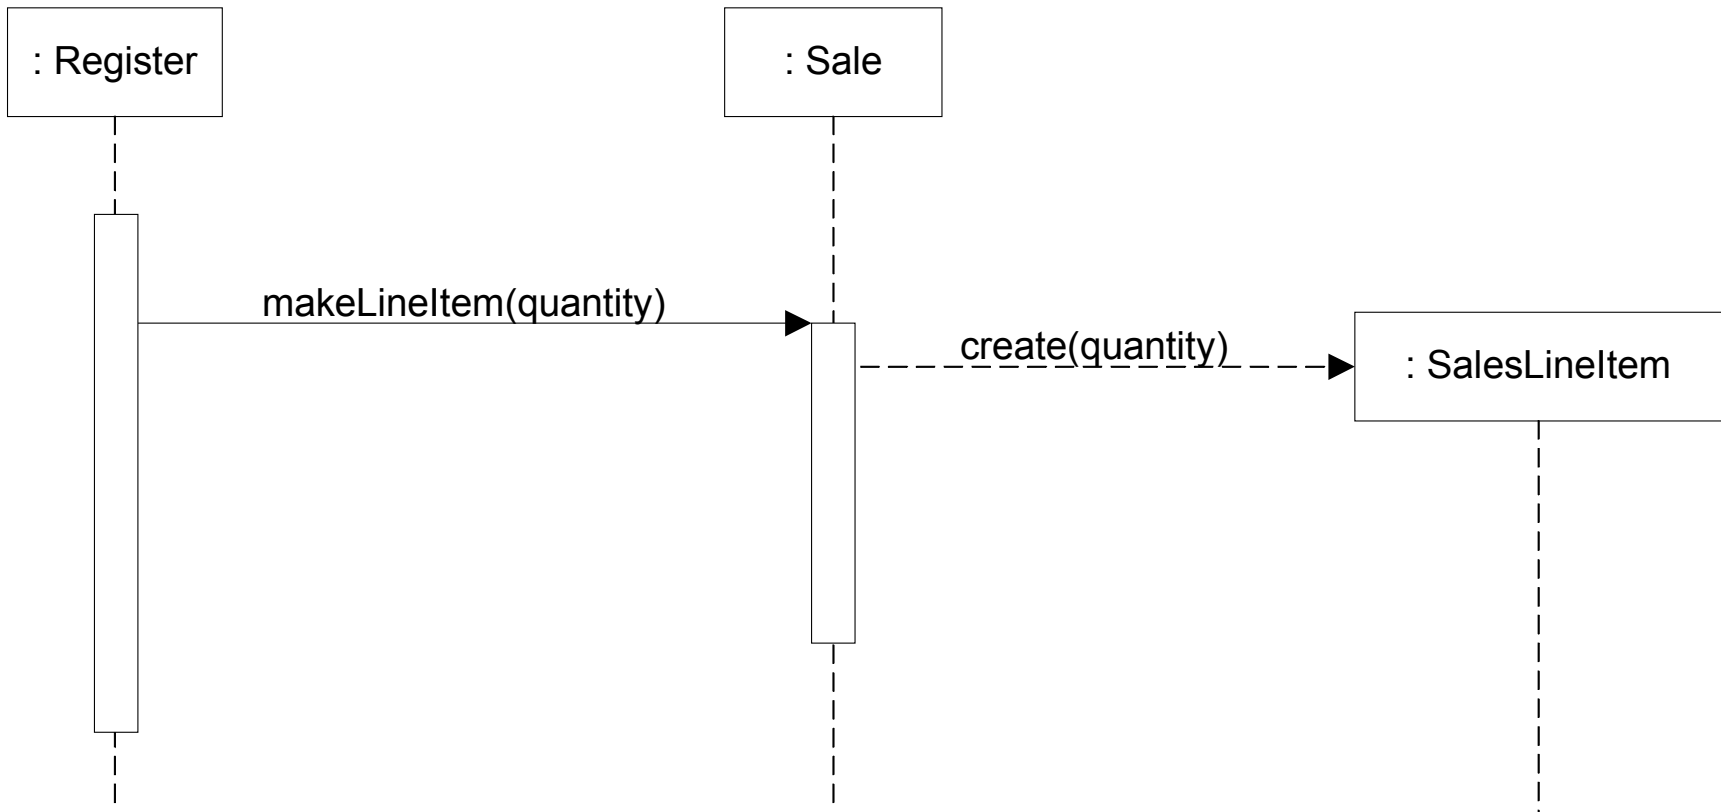 : Register
: Sale
makeLineItem(quantity)
create(quantity)
: SalesLineItem